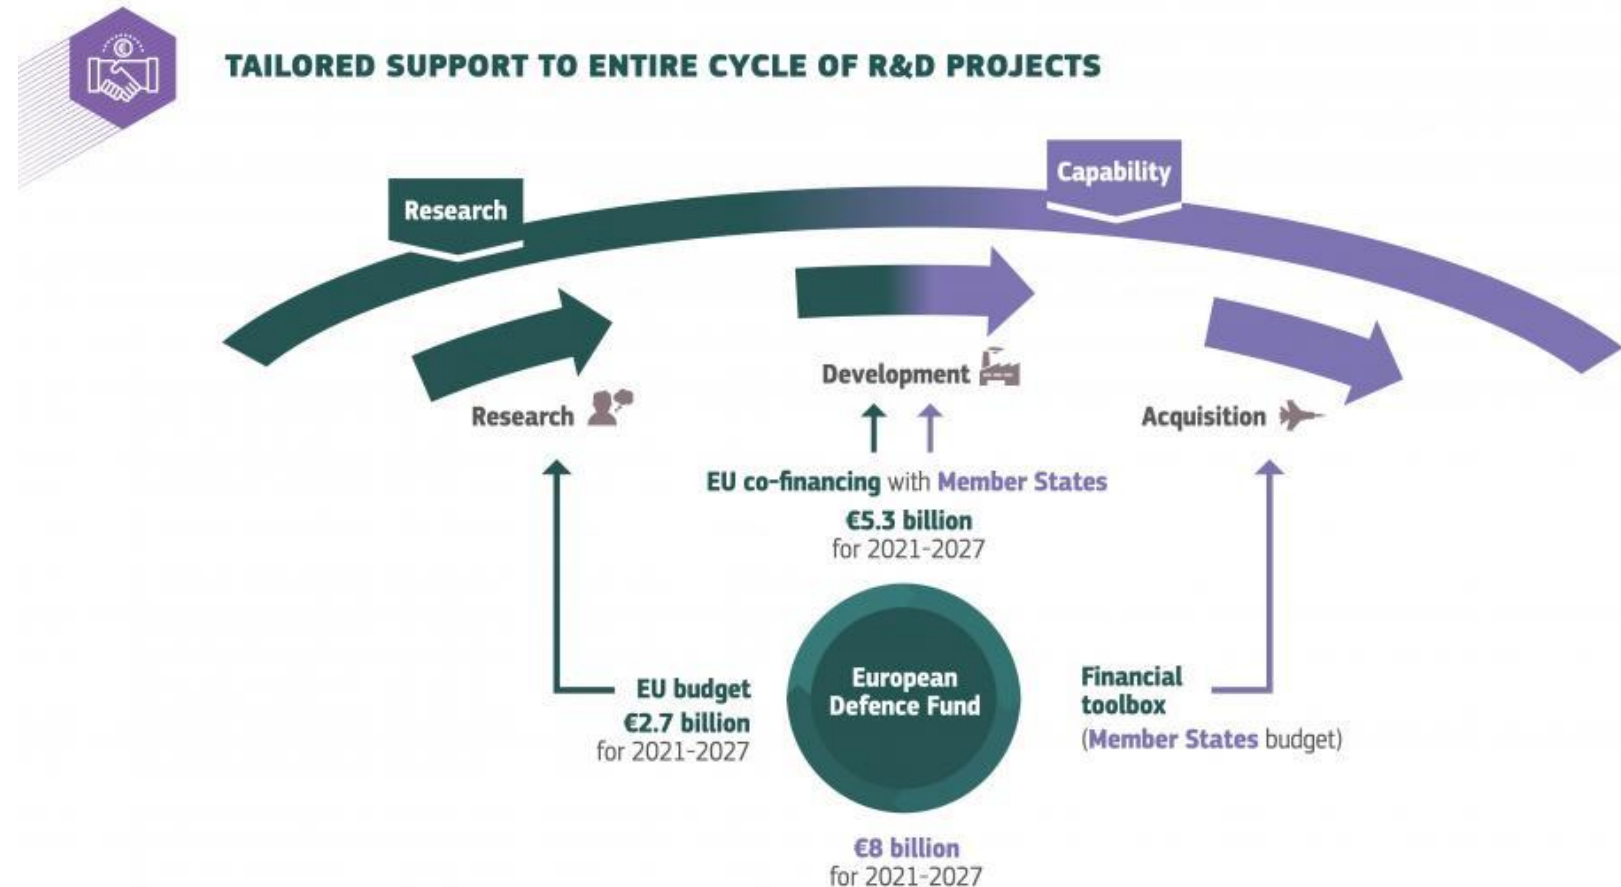 TAILORED SUPPORT TO ENTIRE CYCLE OF R&D PROJECTS
Capability
Research
Development
Research
Acquisition
EU co-financing with Member States
€5.3 billion
for 2021-2027
EU budget
€2.7 billion
for 2021-2027
European
Defence Fund
Financial
toolbox
(Member States budget)
€8 billion
for 2021-2027